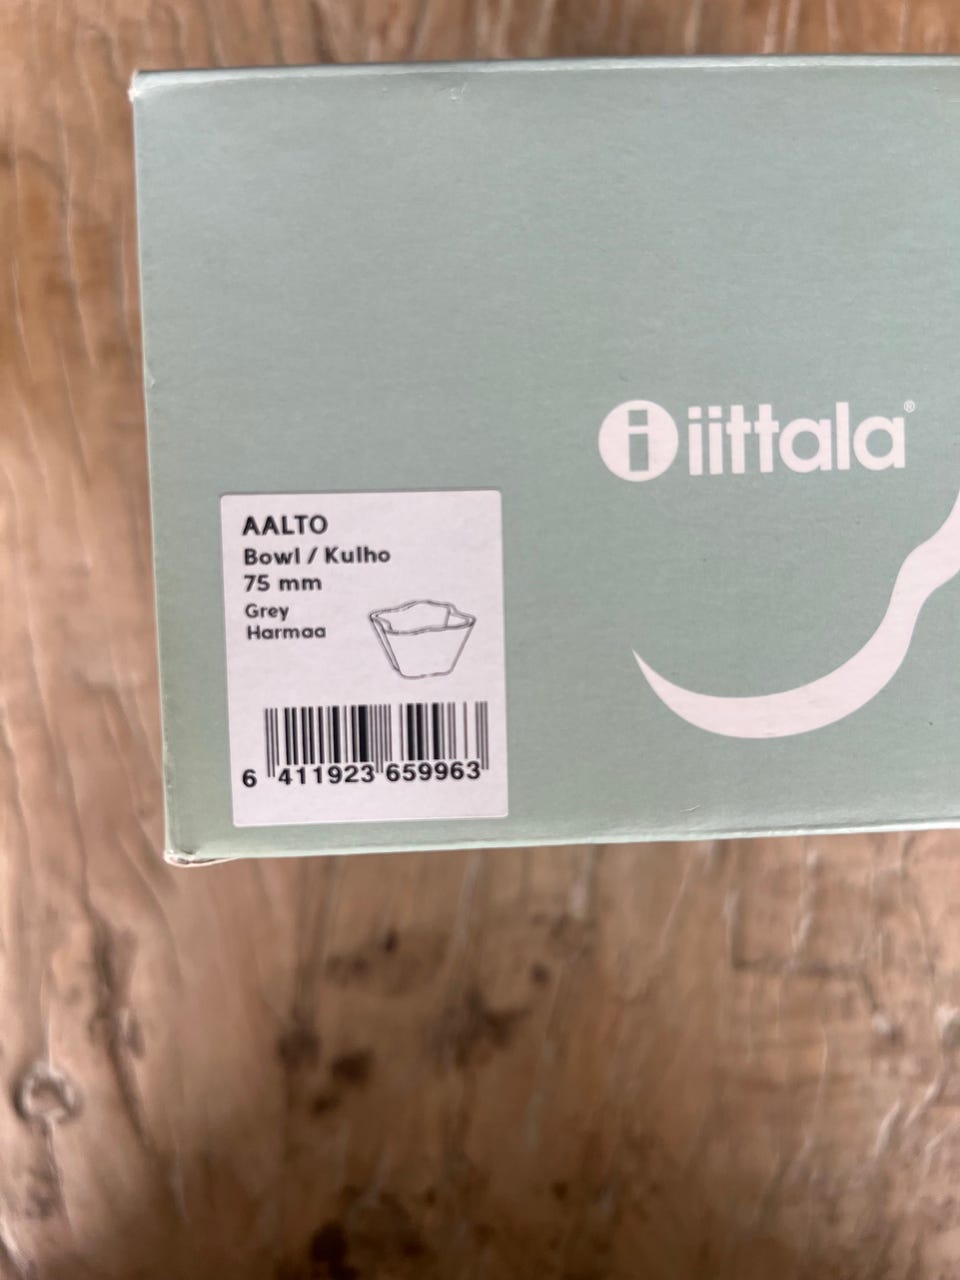 iittala®
AALTO
Bowl / Kulho
75 mm
Grey
Harmaa
6 411923 659963